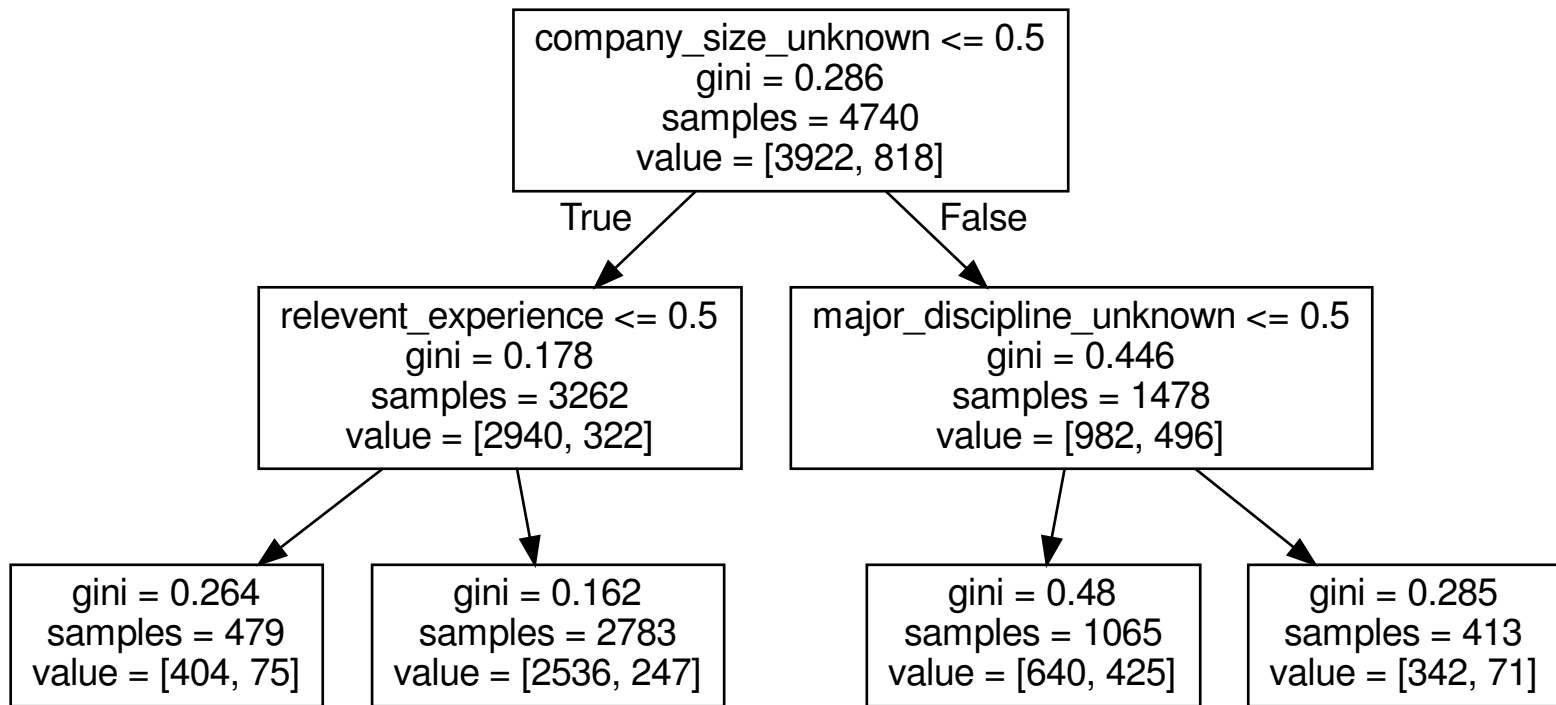 company_size_unknown <= 0.5
gini = 0.286
samples = 4740
value = [3922, 818]
True
False
relevent_experience <= 0.5
gini = 0.178
samples = 3262
value = [2940, 322]
major_discipline_unknown <= 0.5
gini = 0.446
samples = 1478
value = [982, 496]
gini = 0.264
samples = 479
value = [404, 75]
gini = 0.162
samples = 2783
value = [2536, 247]
gini = 0.48
samples = 1065
value = [640, 425]
gini = 0.285
samples = 413
value = [342, 71]